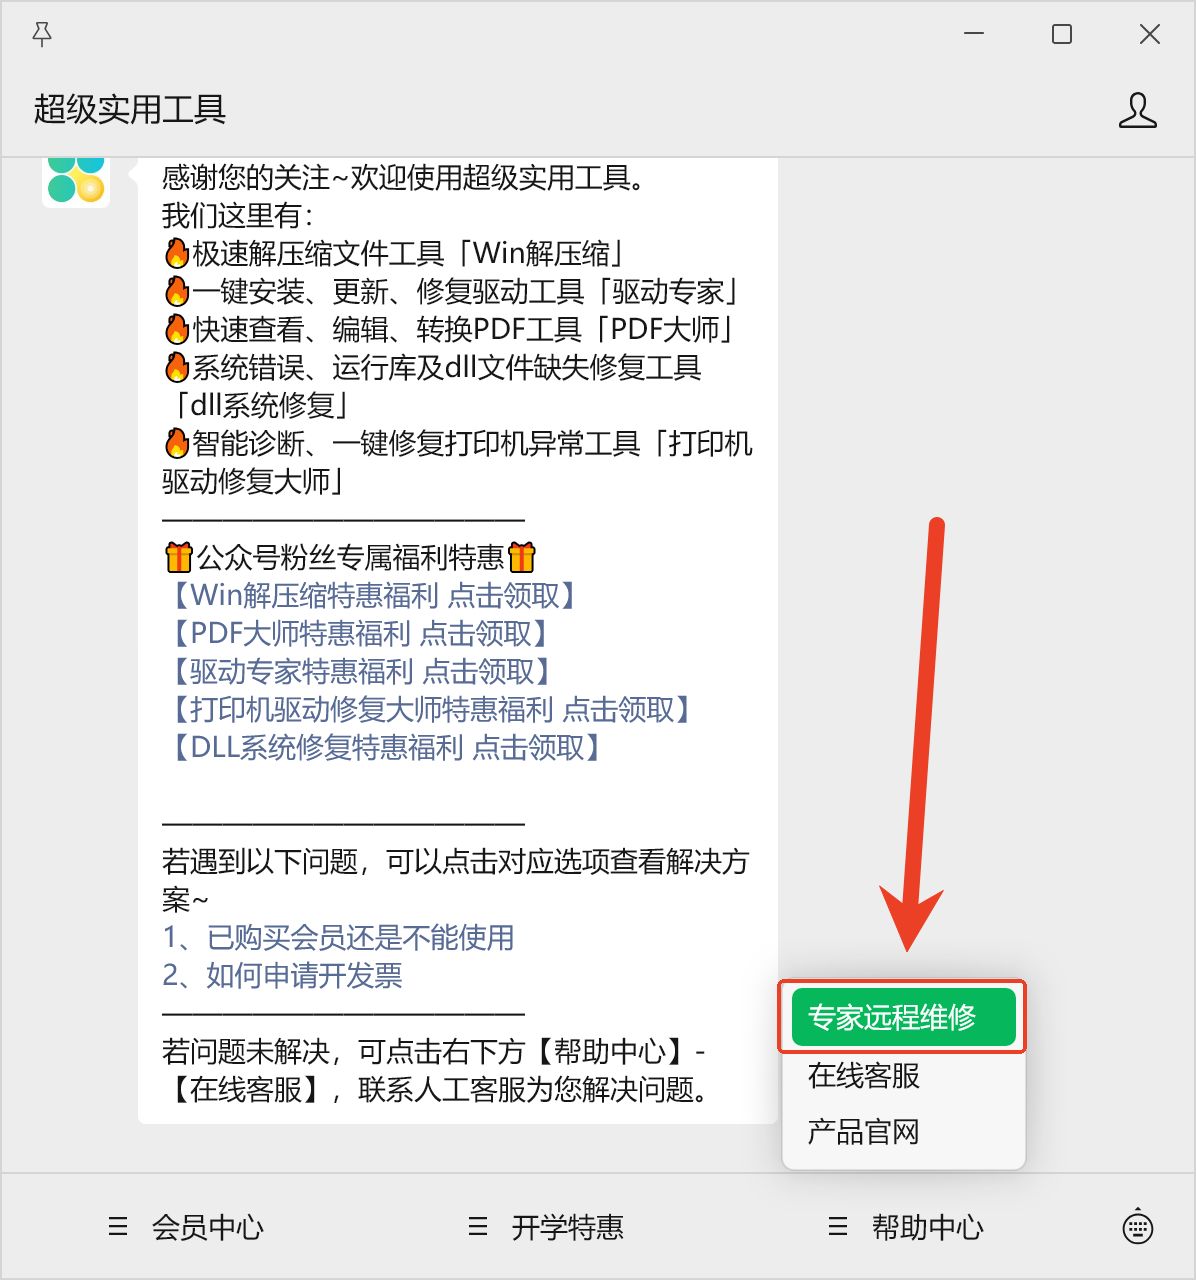 超级实用工具
感谢您的关注~欢迎使用超级实用工具。
我们这里有：
🔥极速解压缩文件工具「Win解压缩」
🔥一键安装、更新、修复驱动工具「驱动专家」
🔥快速查看、编辑、转换PDF工具「PDF大师」
🔥系统错误、运行库及dll文件缺失修复工具
「dll系统修复」
🔥智能诊断、一键修复打印机异常工具「打印机
驱动修复大师」
————————————
🎁公众号粉丝专属福利特惠🎁
【Win解压缩特惠福利 点击领取】
【PDF大师特惠福利 点击领取】
【驱动专家特惠福利 点击领取】
【打印机驱动修复大师特惠福利 点击领取】
【DLL系统修复特惠福利 点击领取】
————————————
若遇到以下问题，可以点击对应选项查看解决方
案~
1、已购买会员还是不能使用
2、如何申请开发票
————————————
若问题未解决，可点击右下方【帮助中心】-
【在线客服】，联系人工客服为您解决问题。
专家远程维修
在线客服
产品官网
会员中心
开学特惠
帮助中心